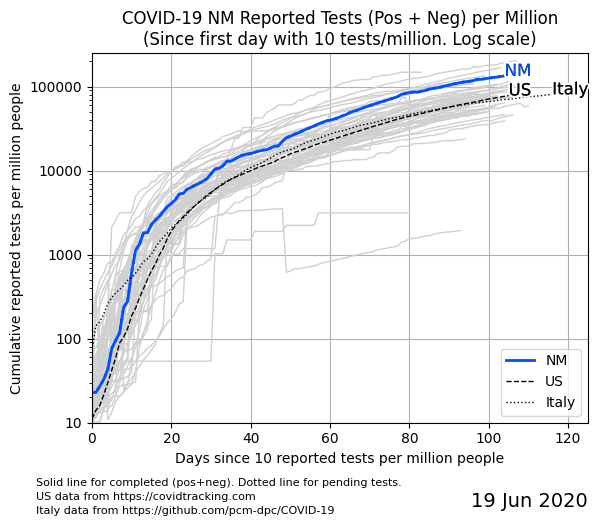 COVID-19 NM Reported Tests (Pos + Neg) per Million
(Since first day with 10 tests/million. Log scale)
Cumulative reported tests per million people
100000
10000
1000
100
10
NM
US
Italy
NM
US
Italy
0
20
40
60
80
100
120
Days since 10 reported tests per million people
Solid line for completed (pos+neg). Dotted line for pending tests.
US data from https://covidtracking.com
Italy data from https://github.com/pcm-dpc/COVID-19
19 Jun 2020